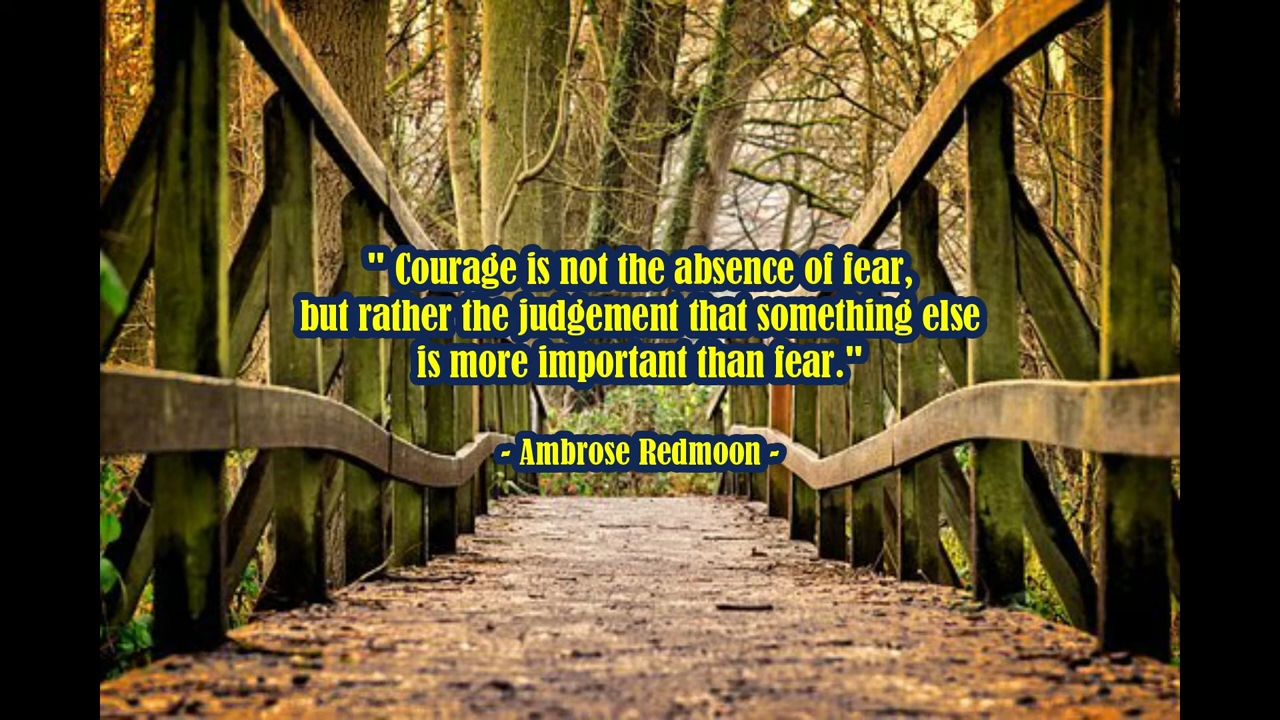 " Courage is not the absence of fear,
but rather the judgement that something else
is more important than fear."
- Ambrose Redmoon -